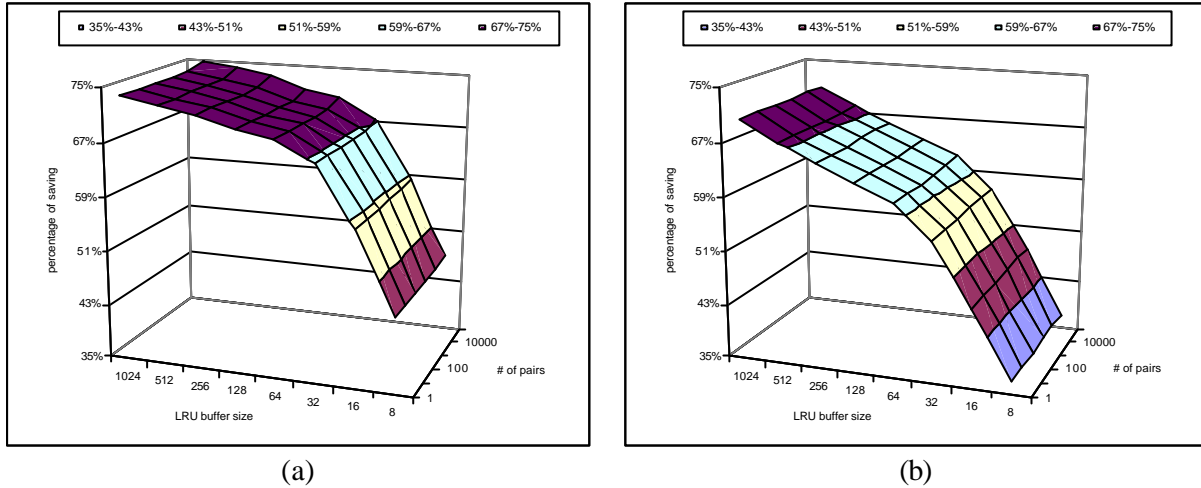 35%-43% 43%-51% 51%-59% 59%-67% 67%-75%
75%
67%
59%
51%
43%
35%
percentage of saving
1024 512 256 128 64 32 16 8
LRU buffer size
10000
100
1
# of pairs
(a)
35%-43% 43%-51% 51%-59% 59%-67% 67%-75%
75%
67%
59%
51%
43%
35%
percentage of saving
1024 512 256 128 64 32 16 8
LRU buffer size
10000
100
1
# of pairs
(b)